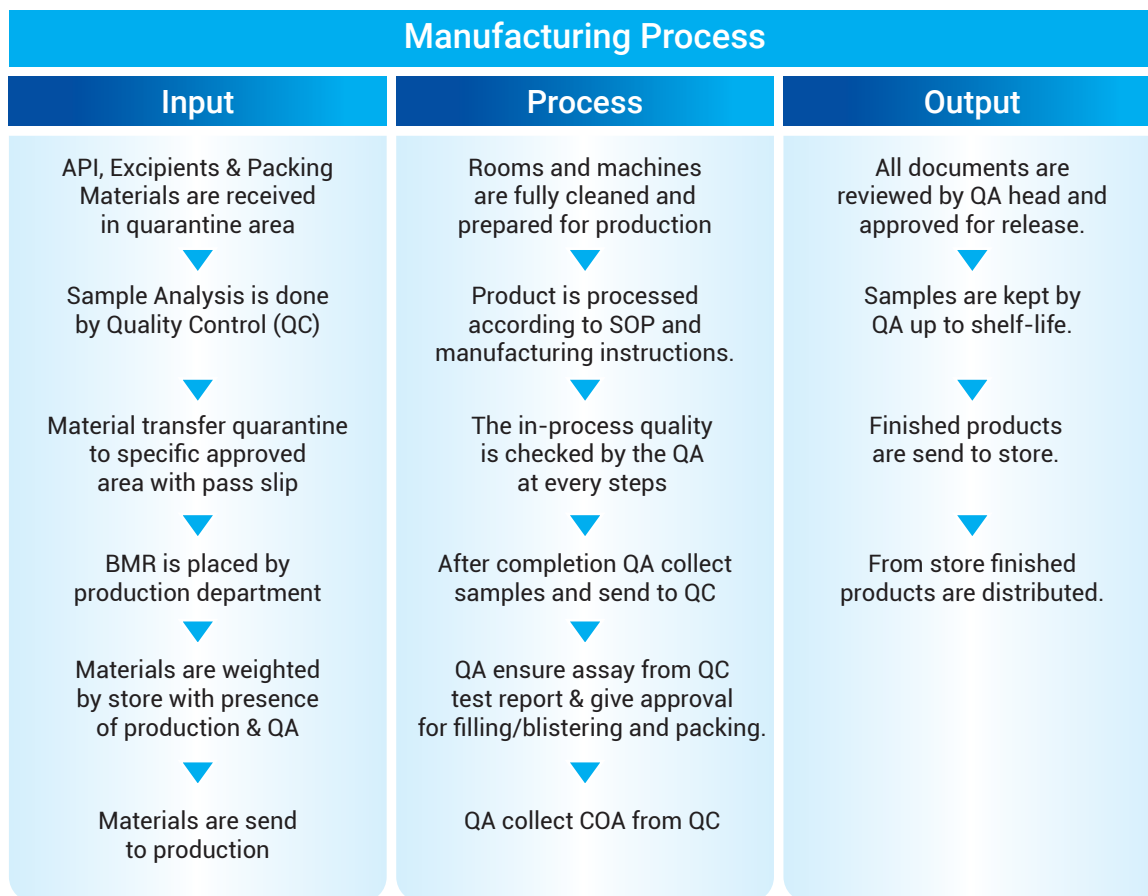 Manufacturing Process
Input
API, Excipients & Packing
Materials are received
in quarantine area
Sample Analysis is done
by Quality Control (QC)
Material transfer quarantine
to specific approved
area with pass slip
BMR is placed by
production department
Materials are weighted
by store with presence
of production & QA
Materials are send
to production
Process
Rooms and machines
are fully cleaned and
prepared for production
Product is processed
according to SOP and
manufacturing instructions.
The in-process quality
is checked by the QA
at every steps
After completion QA collect
samples and send to QC
QA ensure assay from QC
test report & give approval
for filling/blistering and packing.
QA collect COA from QC
Output
All documents are
reviewed by QA head and
approved for release.
Samples are kept by
QA up to shelf-life.
Finished products
are send to store.
From store finished
products are distributed.